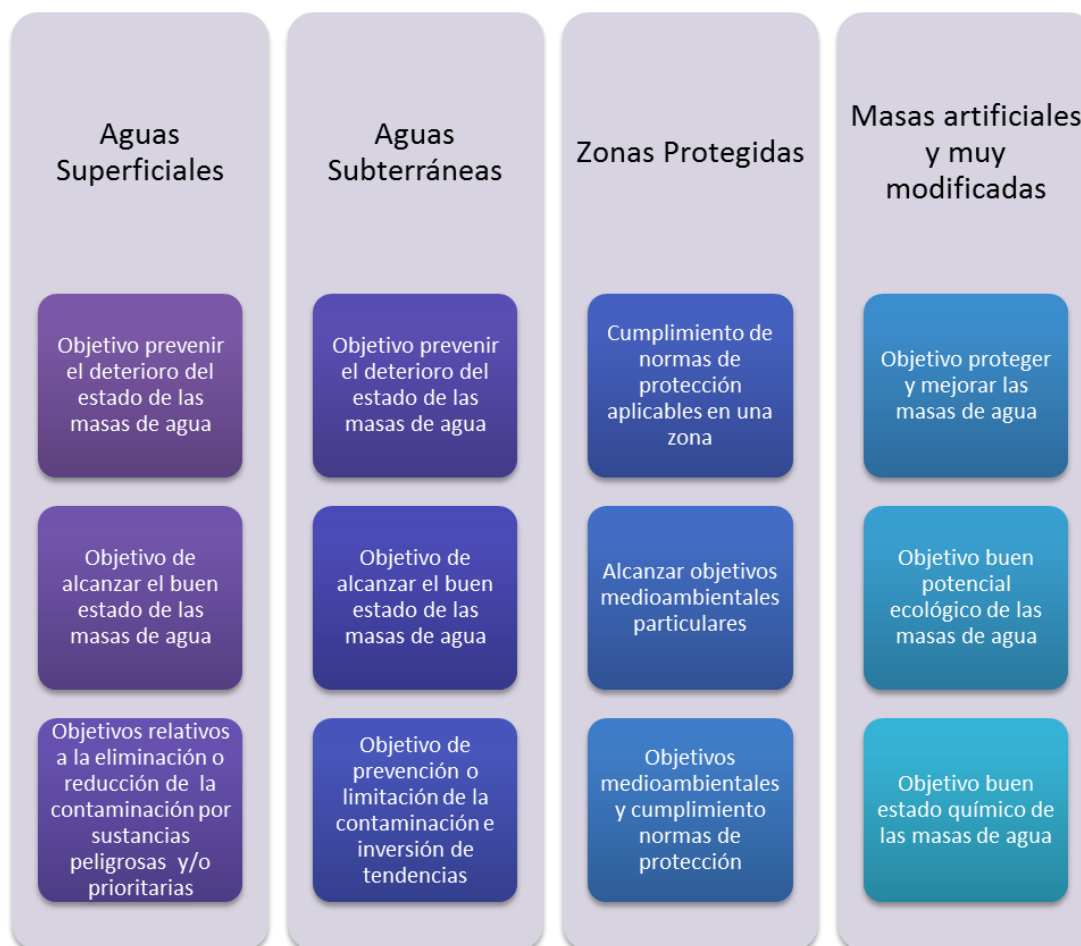 Aguas
Superficiales
Objetivo prevenir
el deterioro del
estado de las
masas de agua
Objetivo de
alcanzar el buen
estado de las
masas de agua
Objetivos relativos
a la eliminación o
reducción de la
contaminación por
sustancias
peligrosas y/o
prioritarias
Aguas
Subterráneas
Objetivo prevenir
el deterioro del
estado de las
masas de agua
Objetivo de
alcanzar el buen
estado de las
masas de agua
Objetivo de
prevención o
limitación de la
contaminación e
inversión de
tendencias
Zonas Protegidas
Cumplimiento de
normas de
protección
aplicables en una
zona
Alcanzar objetivos
medioambientales
particulares
Objetivos
medioambientales
y cumplimiento
normas de
protección
Masas artificiales
y muy
modificadas
Objetivo proteger
y mejorar las
masas de agua
Objetivo buen
potencial
ecológico de las
masas de agua
Objetivo buen
estado químico de
las masas de agua